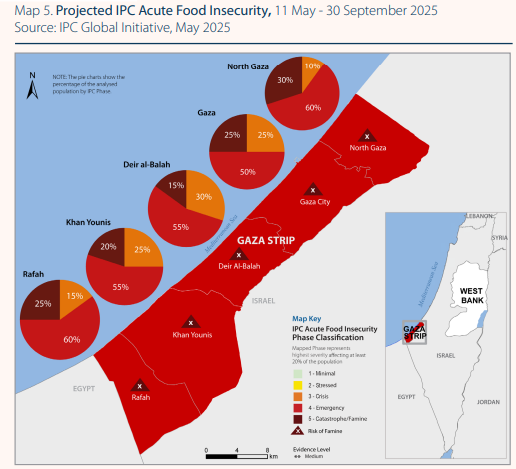 Map 5. Projected IPC Acute Food Insecurity, 11 May - 30 September 2025
Source: IPC Global Initiative, May 2025
N
NOTE: The pie charts show the
percentage of the analysed
population by IPC Phase.
North Gaza
10%
30%
60%
Gaza
25%
25%
50%
Deir al-Balah
15%
30%
55%
Khan Younis
20%
25%
55%
Rafah
25%
15%
60%
Mediterranean Sea
x
North Gaza
x
Gaza City
GAZA STRIP
x
Deir Al-Balah
x
Khan Younis
x
Rafah
ISRAEL
EGYPT
Map Key
IPC Acute Food Insecurity
Phase Classification
Mapped Phase represents
highest severity affecting at least
20% of the population
1 - Minimal
2 - Stressed
3 - Crisis
4 - Emergency
5 - Catastrophe/Famine
x
Risk of Famine
Evidence Level
** Medium
0 4 8
km
LEBANON
SYRIA
Mediterranean Sea
WEST
BANK
GAZA
STRIP
ISRAEL
EGYPT
JORDAN